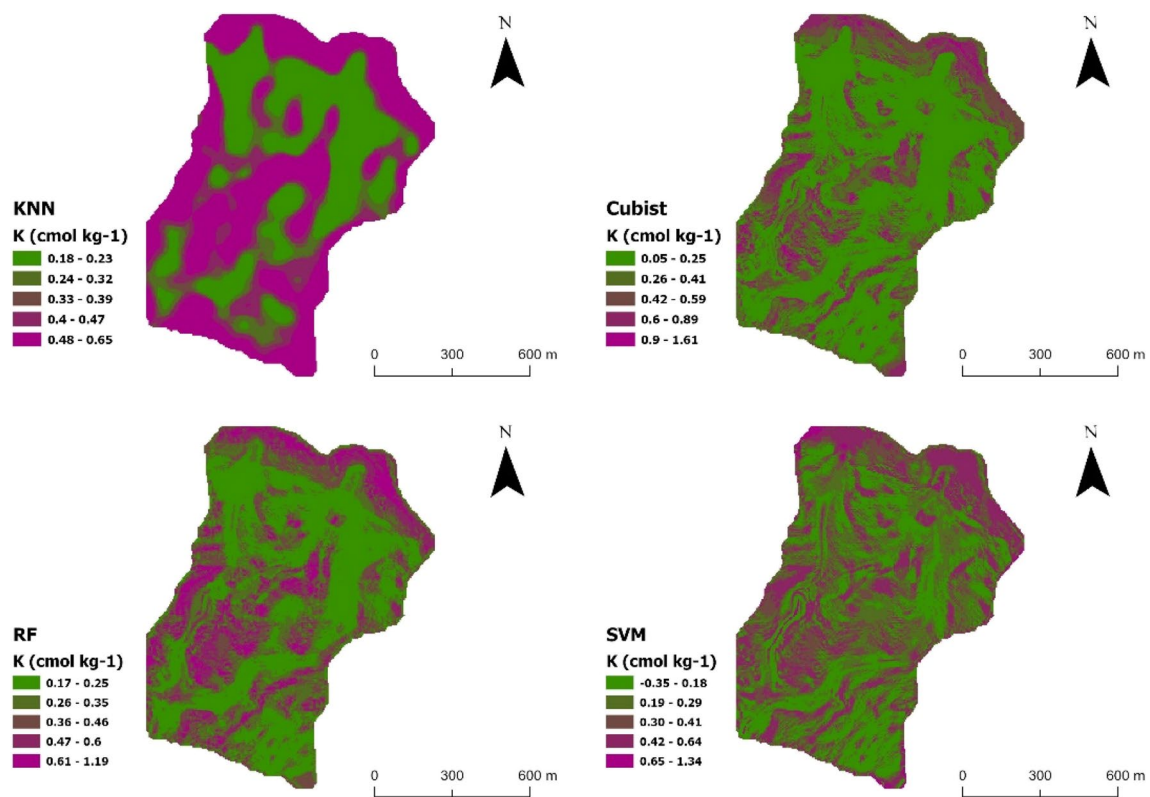 N
KNN
K (cmol kg-1)
0.18 - 0.23
0.24 - 0.32
0.33 - 0.39
0.4 - 0.47
0.48 - 0.65
0 300 600 m
N
Cubist
K (cmol kg-1)
0.05 - 0.25
0.26 - 0.41
0.42 - 0.59
0.6 - 0.89
0.9 - 1.61
0 300 600 m
N
RF
K (cmol kg-1)
0.17 - 0.25
0.26 - 0.35
0.36 - 0.46
0.47 - 0.6
0.61 - 1.19
0 300 600 m
N
SVM
K (cmol kg-1)
-0.35 - 0.18
0.19 - 0.29
0.30 - 0.41
0.42 - 0.64
0.65 - 1.34
0 300 600 m